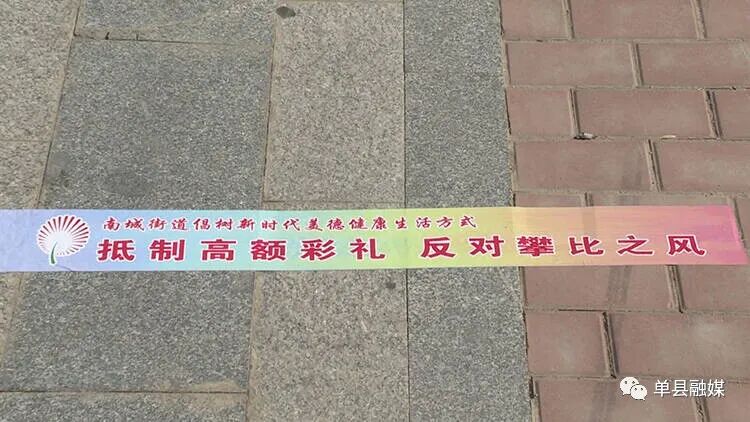 南城街道倡树新时代美德健康生活方式
抵制高额彩礼 反对攀比之风
单县融媒